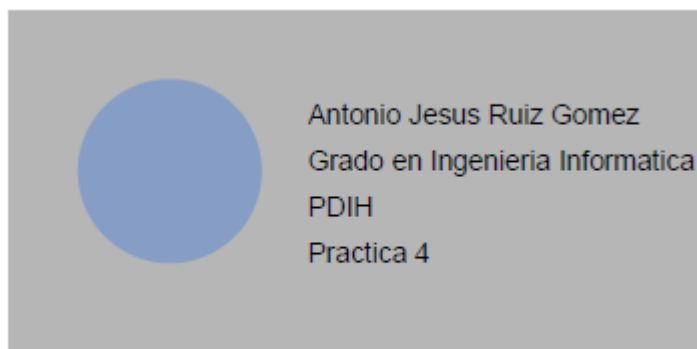 Antonio Jesus Ruiz Gomez
Grado en Ingenieria Informatica
PDIH
Practica 4